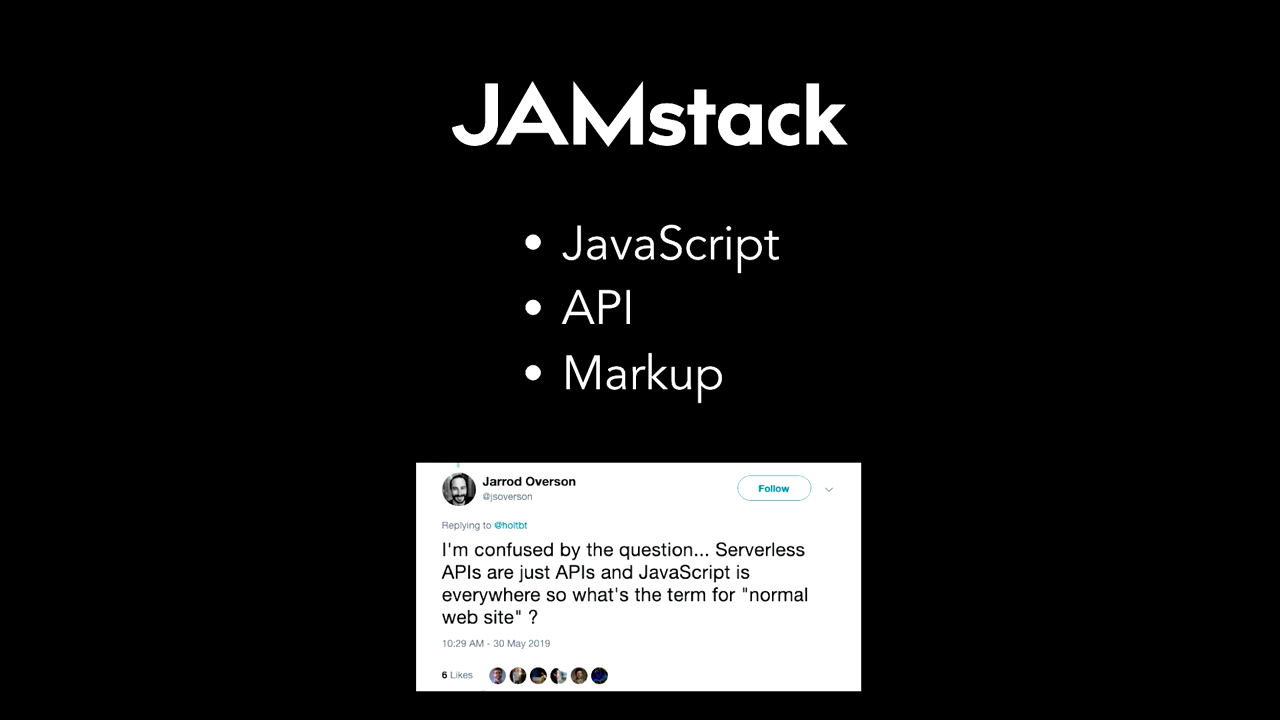 JAMstack
• JavaScript
• API
• Markup
Jarrod Overson
@jsoverson
Follow
Replying to @holtbt
I'm confused by the question... Serverless
APIs are just APIs and JavaScript is
everywhere so what's the term for "normal
web site" ?
10:29 AM - 30 May 2019
6 Likes